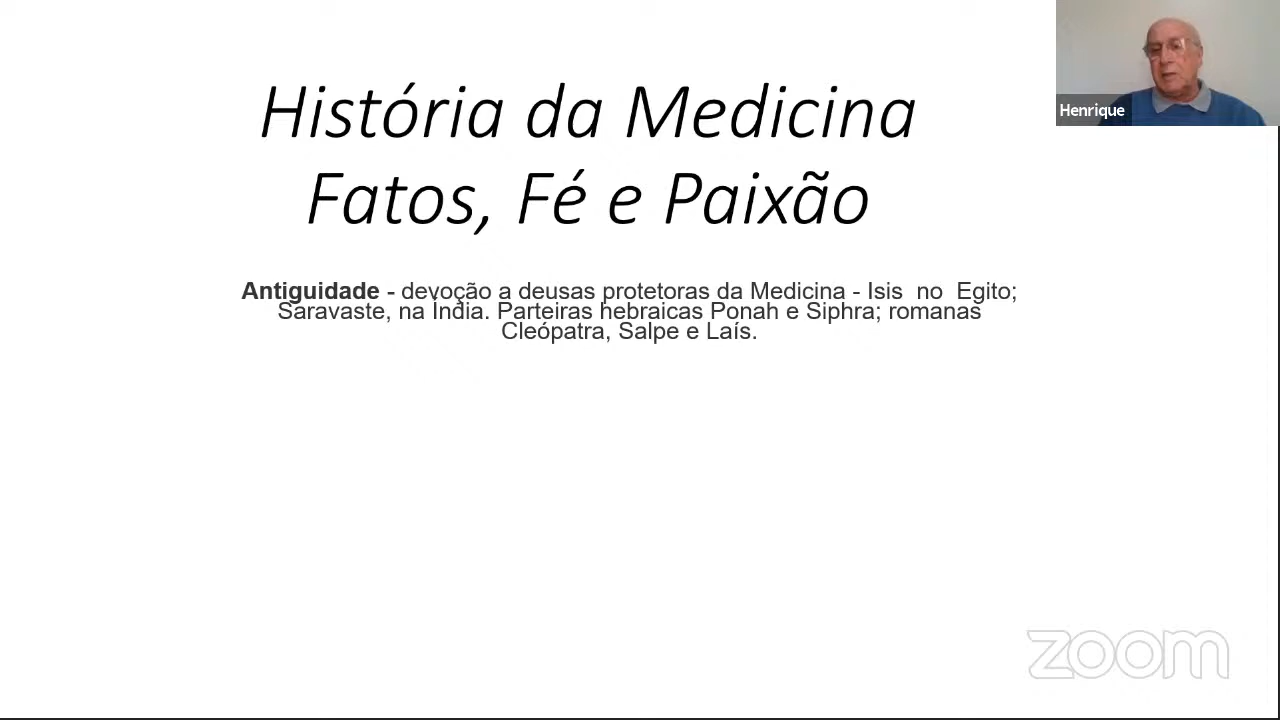 História da Medicina
Fatos, Fé e Paixão
Antiguidade - devoção a deusas protetoras da Medicina - Isis no Egito;
Saravaste, na Índia. Parteiras hebraicas Ponah e Siphra; romanas
Cleópatra, Salpe e Laís.
Henrique
zoom